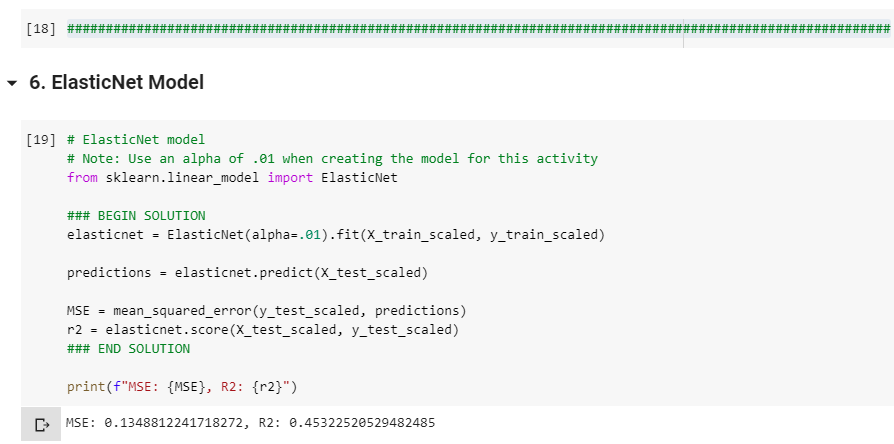 [18] ###########################################################################################################
6. ElasticNet Model
[19] # ElasticNet model
# Note: Use an alpha of .01 when creating the model for this activity
from sklearn.linear_model import ElasticNet
### BEGIN SOLUTION
elasticnet = ElasticNet(alpha=.01).fit(X_train_scaled, y_train_scaled)
predictions = elasticnet.predict(X_test_scaled)
MSE = mean_squared_error(y_test_scaled, predictions)
r2 = elasticnet.score(X_test_scaled, y_test_scaled)
### END SOLUTION
print(f"MSE: {MSE}, R2: {r2}")
MSE: 0.1348812241718272, R2: 0.45322520529482485